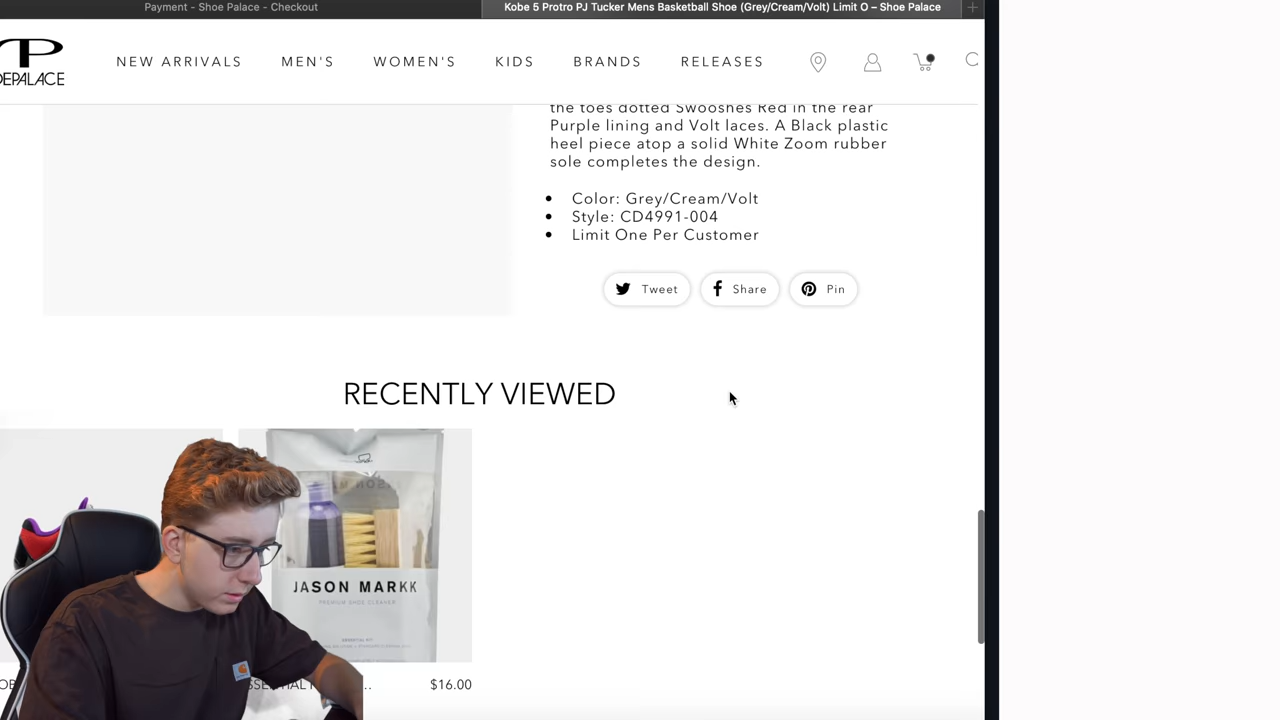 Payment - Shoe Palace - Checkout
Kobe 5 Protro PJ Tucker Mens Basketball Shoe (Grey/Cream/Volt) Limit O – Shoe Palace
NEW ARRIVALS MEN'S WOMEN'S KIDS BRANDS RELEASES
the toes dotted Swooshes Red in the rear
Purple lining and Volt laces. A Black plastic
heel piece atop a solid White Zoom rubber
sole completes the design.
• Color: Grey/Cream/Volt
• Style: CD4991-004
• Limit One Per Customer
Tweet Share Pin
RECENTLY VIEWED
JASON MARKK
PREMIUM SHOE CLEANER
$16.00